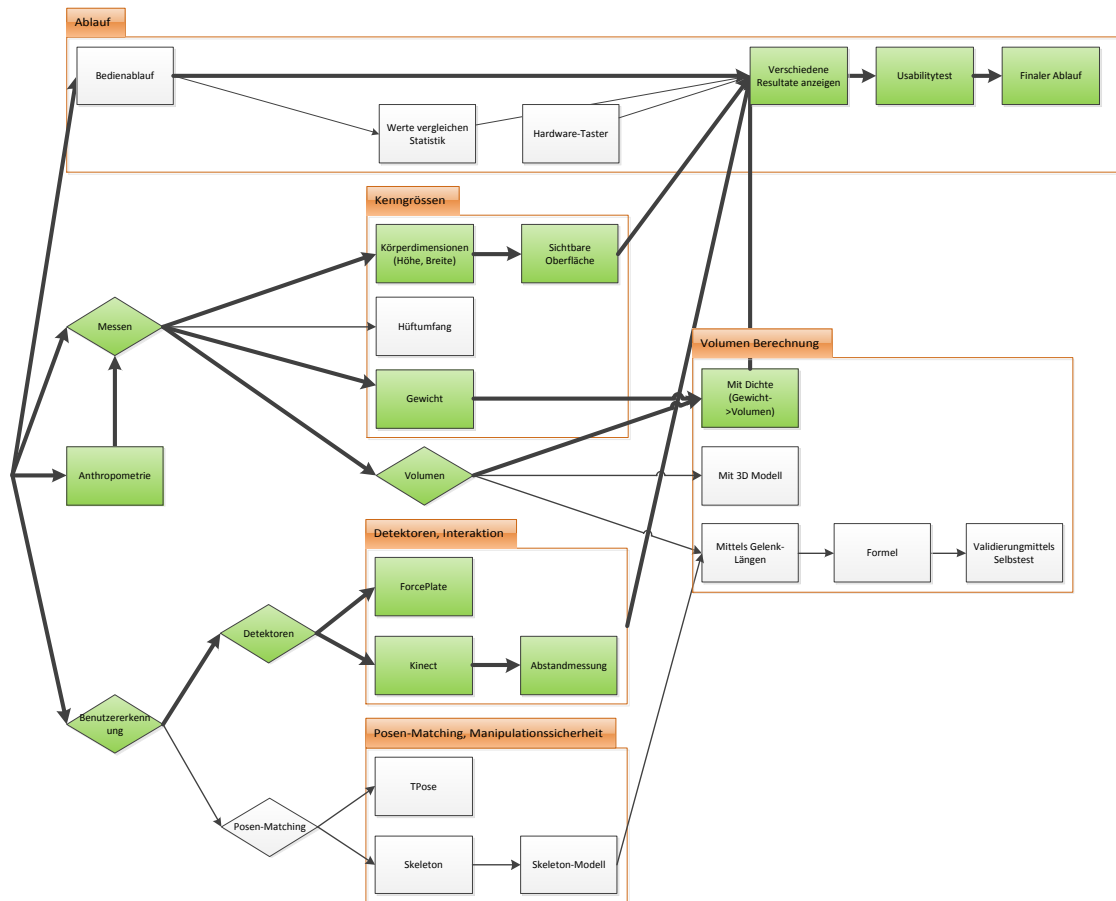 Ablauf
Bedienablauf
Verschiedene
Resultate anzeigen
Usabilitytest
Finaler Ablauf
Werte vergleichen
Statistik
Hardware-Taster
Kenngrössen
Körperdimensionen
(Höhe, Breite)
Sichtbare
Oberfläche
Messen
Hüftumfang
Gewicht
Volumen Berechnung
Mit Dichte
(Gewicht-
>Volumen)
Anthropometrie
Volumen
Mit 3D Modell
Detektoren, Interaktion
Mittels Gelenk-
Längen
Formel
Validierungmittels
Selbstest
ForcePlate
Detektoren
Kinect
Abstandmessung
Benutzererkenn
ung
Posen-Matching, Manipulationssicherheit
TPose
Posen-Matching
Skeleton
Skeleton-Modell